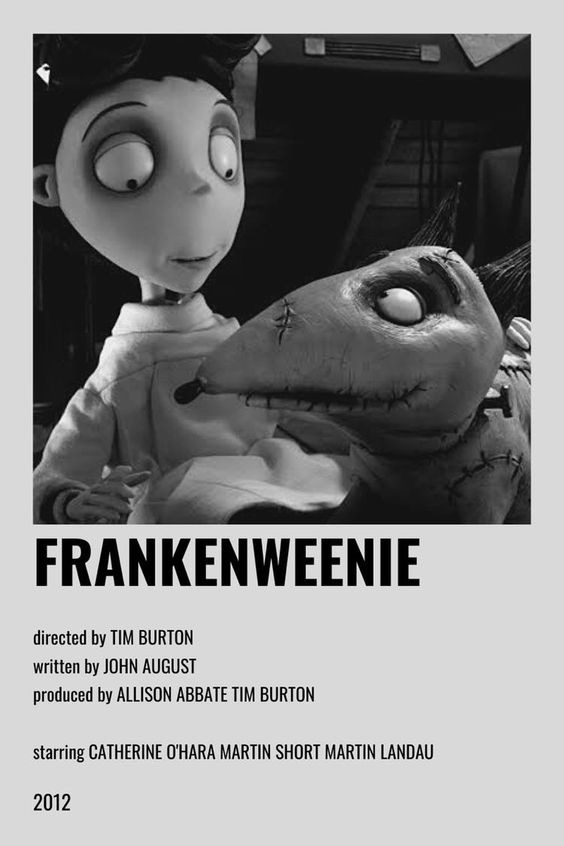 FRANKENWEENIE
directed by TIM BURTON
written by JOHN AUGUST
produced by ALLISON ABBATE TIM BURTON
starring CATHERINE O'HARA MARTIN SHORT MARTIN LANDAU
2012